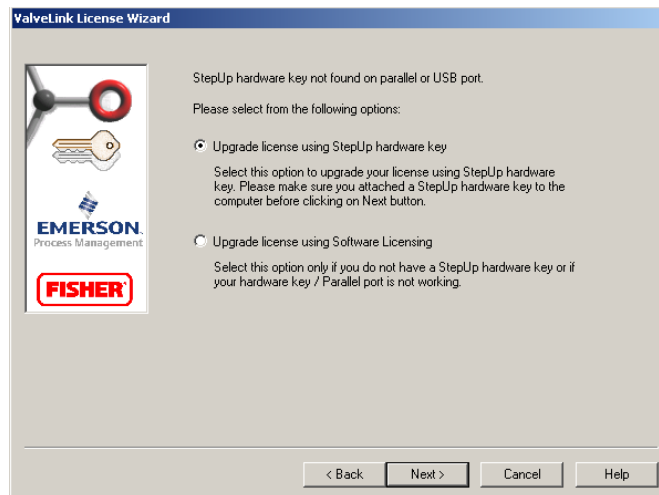 ValveLink License Wizard
StepUp hardware key not found on parallel or USB port.
Please select from the following options:
Upgrade license using StepUp hardware key
Select this option to upgrade your license using StepUp hardware
key. Please make sure you attached a StepUp hardware key to the
computer before clicking on Next button.
EMERSON.
Process Management
Upgrade license using Software Licensing
Select this option only if you do not have a StepUp hardware key or if
your hardware key / Parallel port is not working.
FISHER
< Back
Next >
Cancel
Help